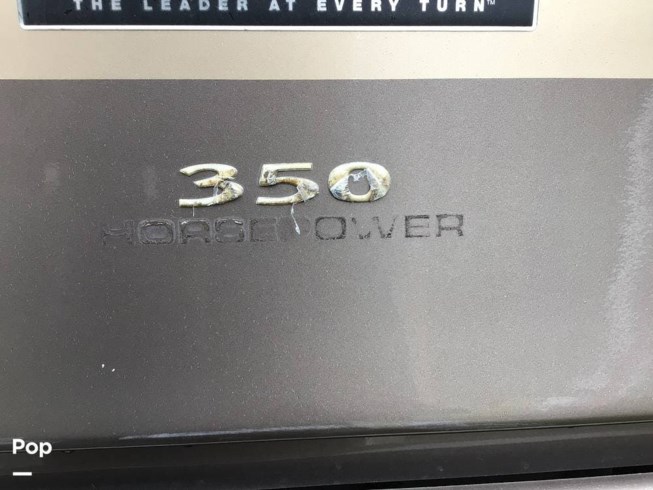 THE LEADER AT EVERY TURN™
350
HORSEPOWER
Pop